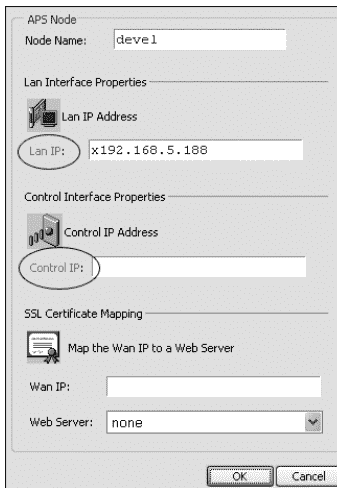 APS Node
Node Name: devel
Lan Interface Properties
Lan IP Address
Lan IP: x192.168.5.188
Control Interface Properties
Control IP Address
Control IP:
SSL Certificate Mapping
Map the Wan IP to a Web Server
Wan IP:
Web Server: none
OK Cancel